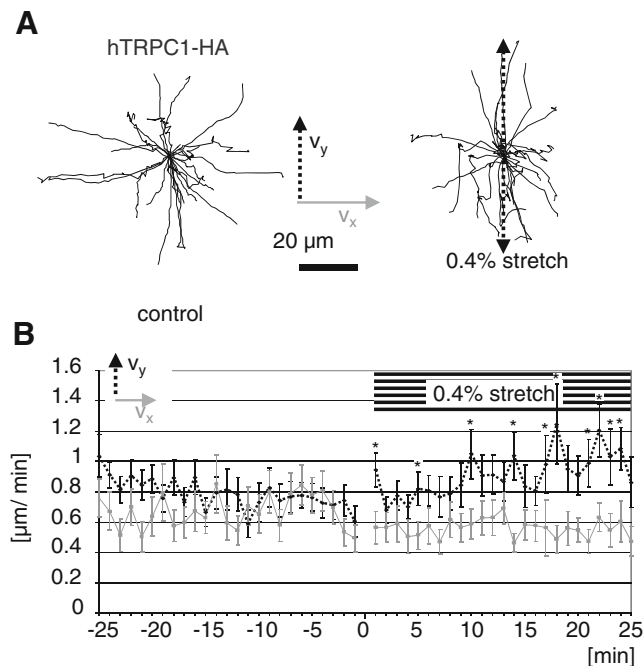 A
hTRPC1-HA
vy
vx
20 µm
0.4% stretch
control
B
vy
vx
0.4% stretch
* * * * * * * * * *
[µm/ min]
1.6
1.4
1.2
1
0.8
0.6
0.4
0.2
0
-25 -20 -15 -10 -5 0 5 10 15 20 25
[min]